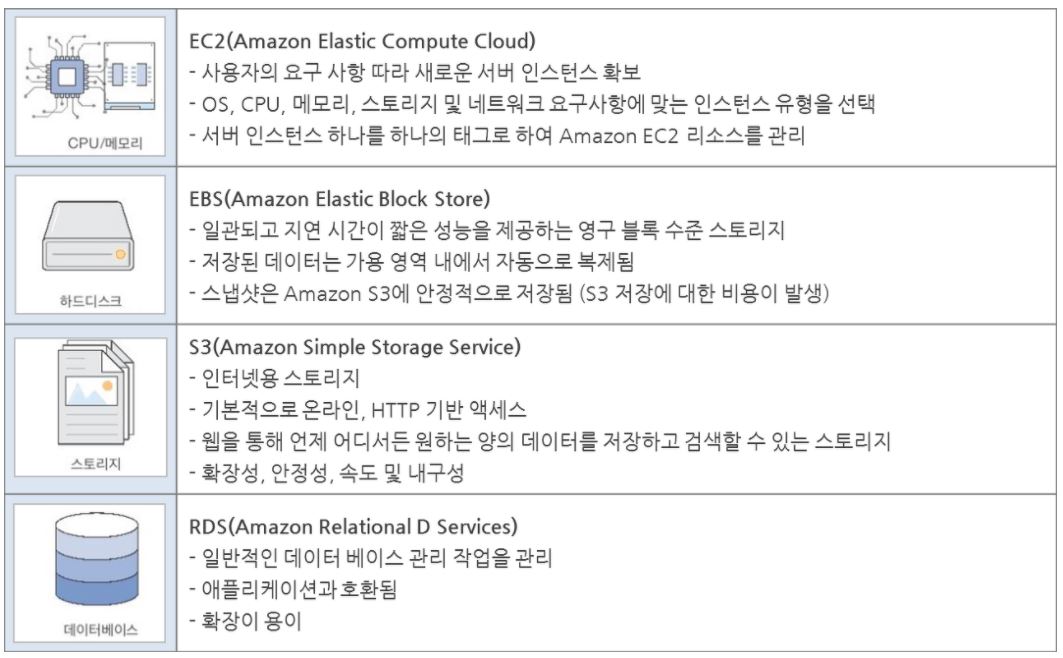 CPU/메모리
EC2(Amazon Elastic Compute Cloud)
- 사용자의 요구 사항 따라 새로운 서버 인스턴스 확보
- OS, CPU, 메모리, 스토리지 및 네트워크 요구사항에 맞는 인스턴스 유형을 선택
- 서버 인스턴스 하나를 하나의 태그로 하여 Amazon EC2 리소스를 관리
하드디스크
EBS(Amazon Elastic Block Store)
- 일관되고 지연 시간이 짧은 성능을 제공하는 영구 블록 수준 스토리지
- 저장된 데이터는 가용 영역 내에서 자동으로 복제됨
- 스냅샷은 Amazon S3에 안정적으로 저장됨 (S3 저장에 대한 비용이 발생)
스토리지
S3(Amazon Simple Storage Service)
- 인터넷용 스토리지
- 기본적으로 온라인, HTTP 기반 액세스
- 웹을 통해 언제 어디서든 원하는 양의 데이터를 저장하고 검색할 수 있는 스토리지
- 확장성, 안정성, 속도 및 내구성
데이터베이스
RDS(Amazon Relational D Services)
- 일반적인 데이터 베이스 관리 작업을 관리
- 애플리케이션과 호환됨
- 확장이 용이